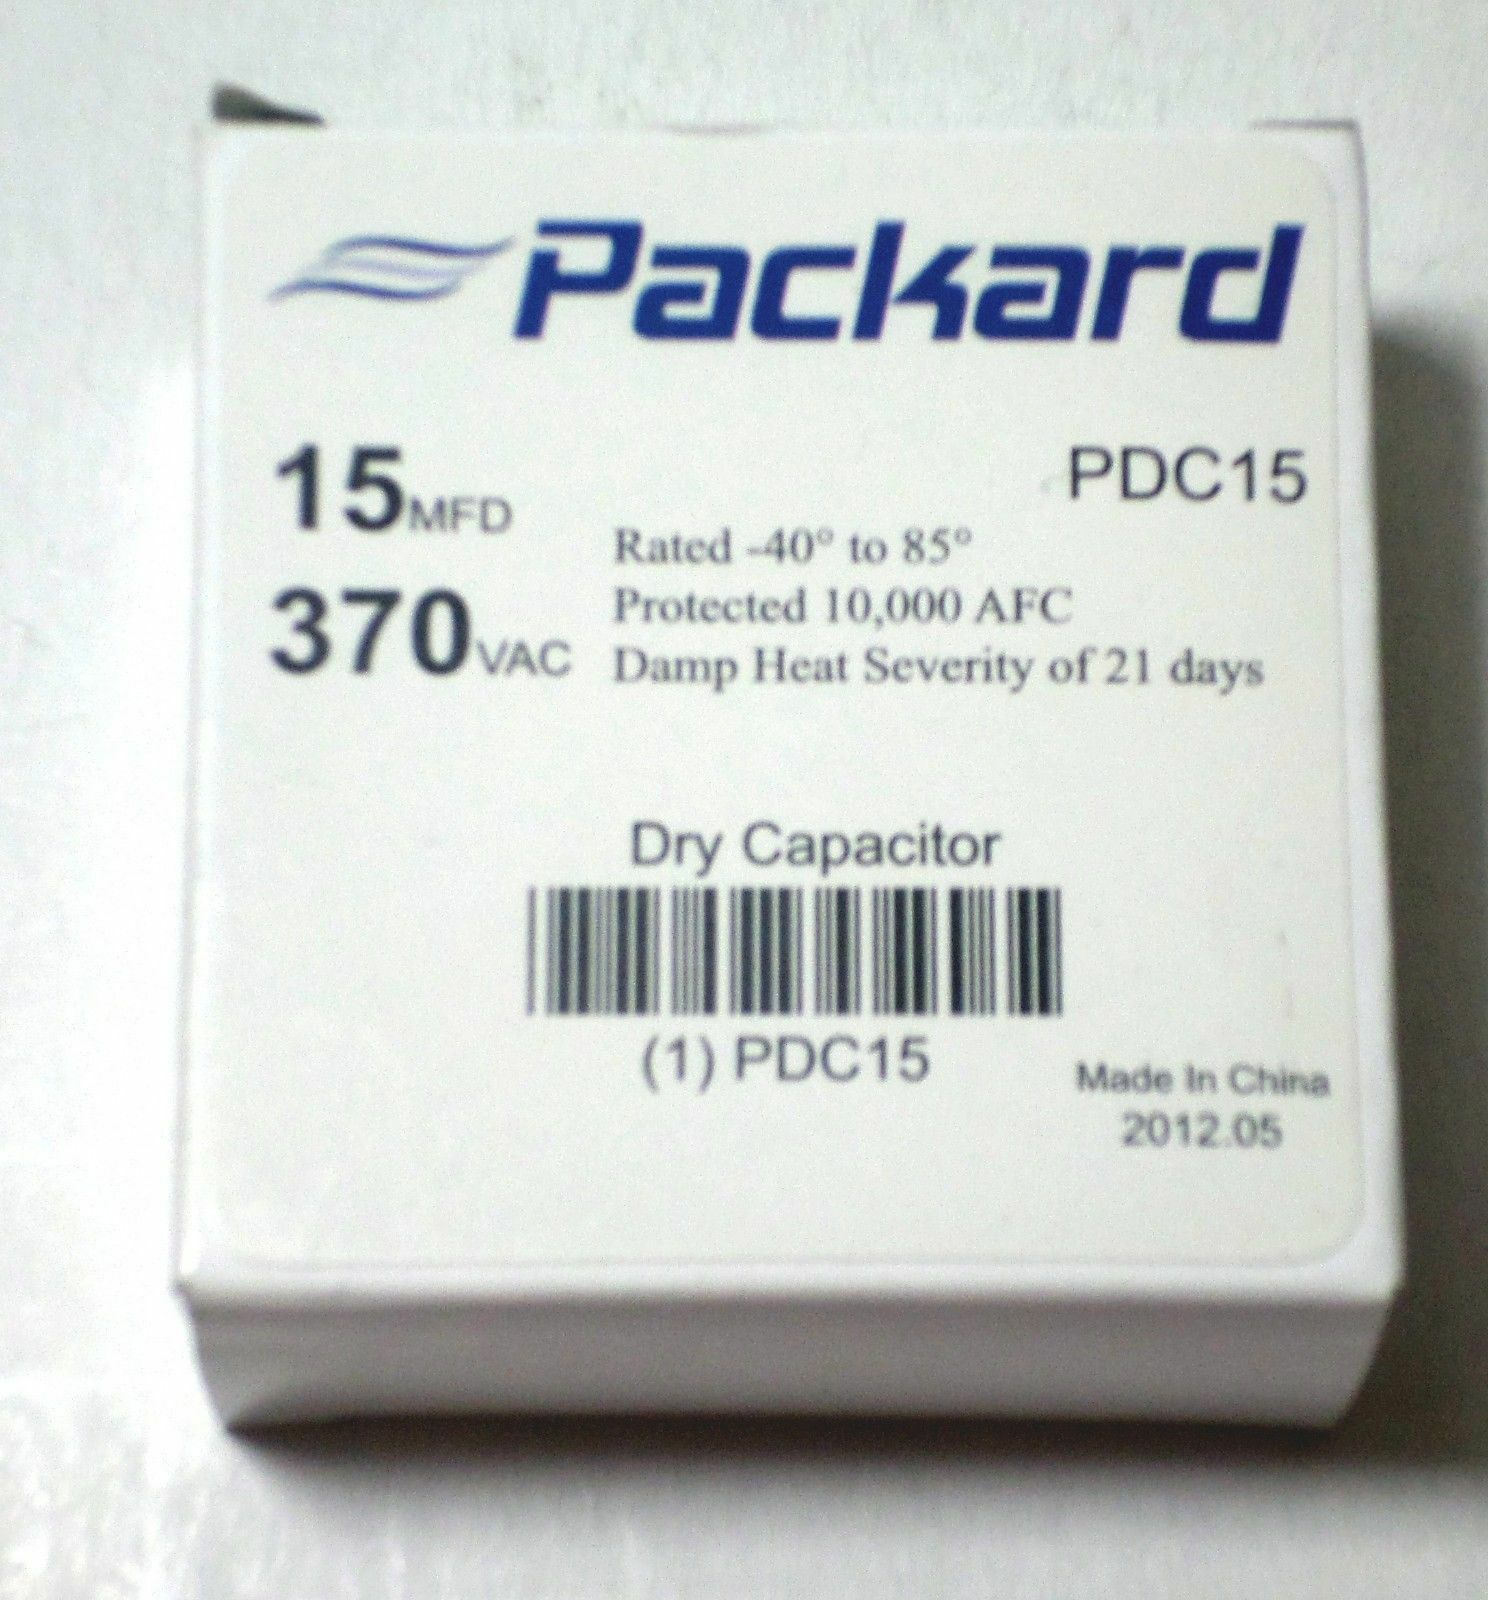 Packard
15MFD
PDC15
370VAC
Rated -40° to 85°
Protected 10,000 AFC
Damp Heat Severity of 21 days
Dry Capacitor
(1) PDC15
Made In China
2012.05